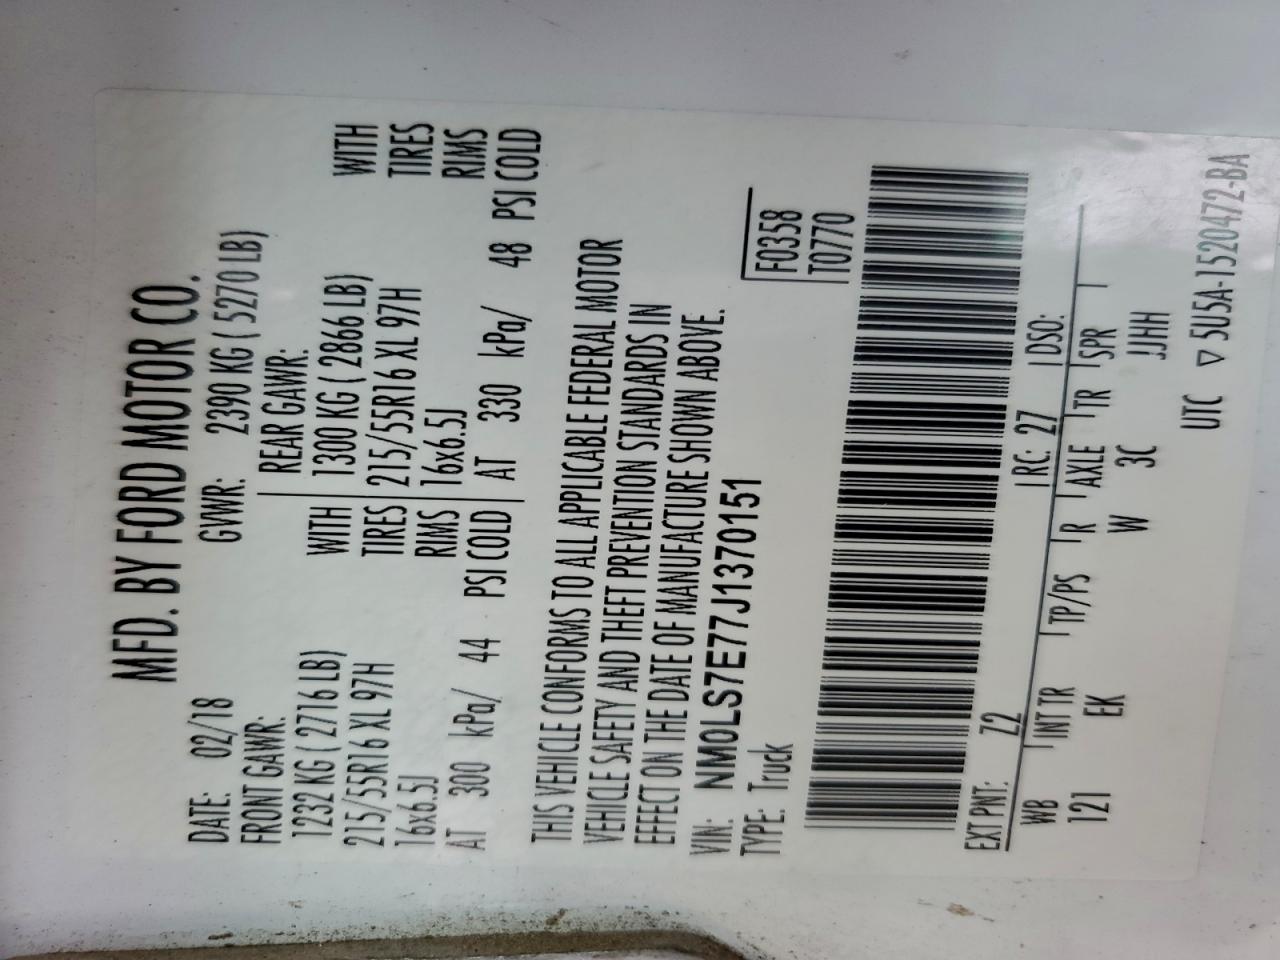 MFD. BY FORD MOTOR CO.
DATE: 02/18 GVWR: 2390 KG ( 5270 LB)
FRONT GAWR: REAR GAWR:
1232 KG ( 2716 LB) WITH 1300 KG ( 2866 LB) WITH
215/55R16 XL 97H TIRES 215/55R16 XL 97H TIRES
16x6.5J RIMS 16x6.5J RIMS
AT 300 kPa/ 44 PSI COLD AT 330 kPa/ 48 PSI COLD
THIS VEHICLE CONFORMS TO ALL APPLICABLE FEDERAL MOTOR
VEHICLE SAFETY AND THEFT PREVENTION STANDARDS IN
EFFECT ON THE DATE OF MANUFACTURE SHOWN ABOVE.
VIN: NM0LS7E77J1370151
TYPE: Truck
F0358
T0770
EXT PNT: Z2 RC: 27 DSO:
WB INT TR TP/PS R AXLE TR SPR
121 EK W 3C JJHH
UTC ▽ 5U5A-1520472-BA